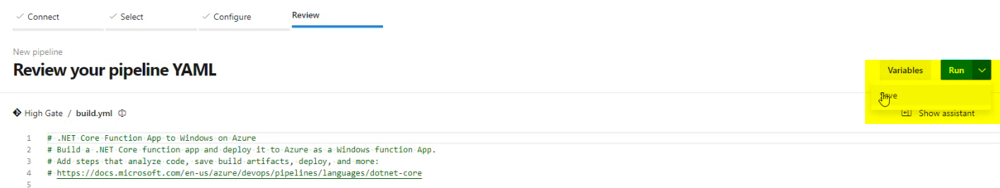 Connect Select Configure Review
New pipeline
Review your pipeline YAML
Variables Run
High Gate / build.yml
Show assistant
1 # .NET Core Function App to Windows on Azure
2 # Build a .NET Core function app and deploy it to Azure as a Windows function App.
3 # Add steps that analyze code, save build artifacts, deploy, and more:
4 # https://docs.microsoft.com/en-us/azure/devops/pipelines/languages/dotnet-core
5